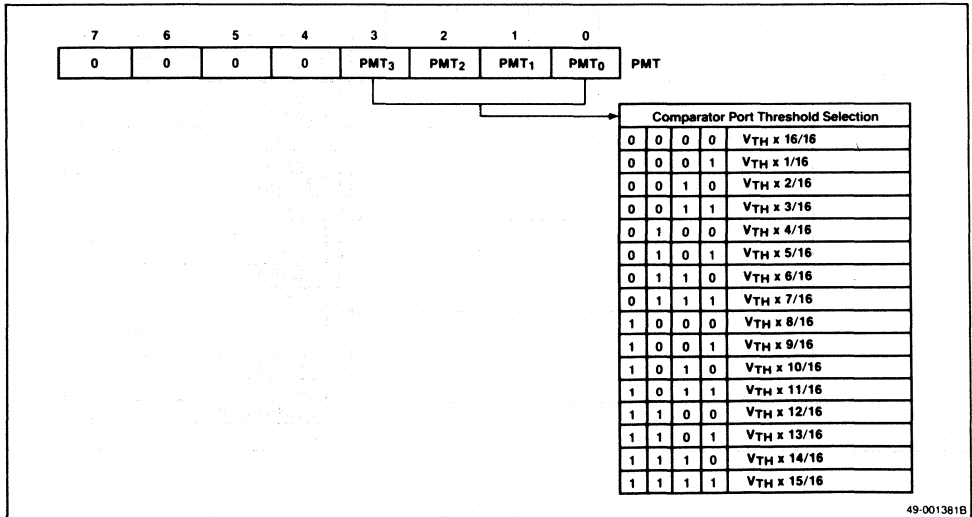 7 6 5 4 3 2 1 0
0 0 0 0 PMT3 PMT2 PMT1 PMT0 PMT
Comparator Port Threshold Selection
0 0 0 0 VTH x 16/16
0 0 0 1 VTH x 1/16
0 0 1 0 VTH x 2/16
0 0 1 1 VTH x 3/16
0 1 0 0 VTH x 4/16
0 1 0 1 VTH x 5/16
0 1 1 0 VTH x 6/16
0 1 1 1 VTH x 7/16
1 0 0 0 VTH x 8/16
1 0 0 1 VTH x 9/16
1 0 1 0 VTH x 10/16
1 0 1 1 VTH x 11/16
1 1 0 0 VTH x 12/16
1 1 0 1 VTH x 13/16
1 1 1 0 VTH x 14/16
1 1 1 1 VTH x 15/16
49-001381B